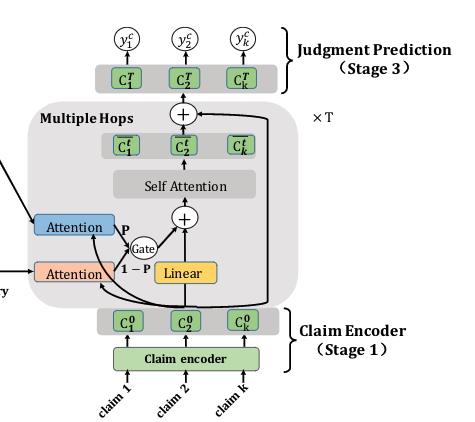 y₁ᶜ y₂ᶜ yₖᶜ
Judgment Prediction
（Stage 3）
C₁ᵀ C₂ᵀ Cₖᵀ
Multiple Hops
+
× T
C̅₁ᵗ C̅₂ᵗ C̅ₖᵗ
Self Attention
Attention
P
+
Gate
Attention
1 − P
Linear
ry
C₁⁰ C₂⁰ Cₖ⁰
Claim Encoder
（Stage 1）
Claim encoder
claim 1 claim 2 claim k